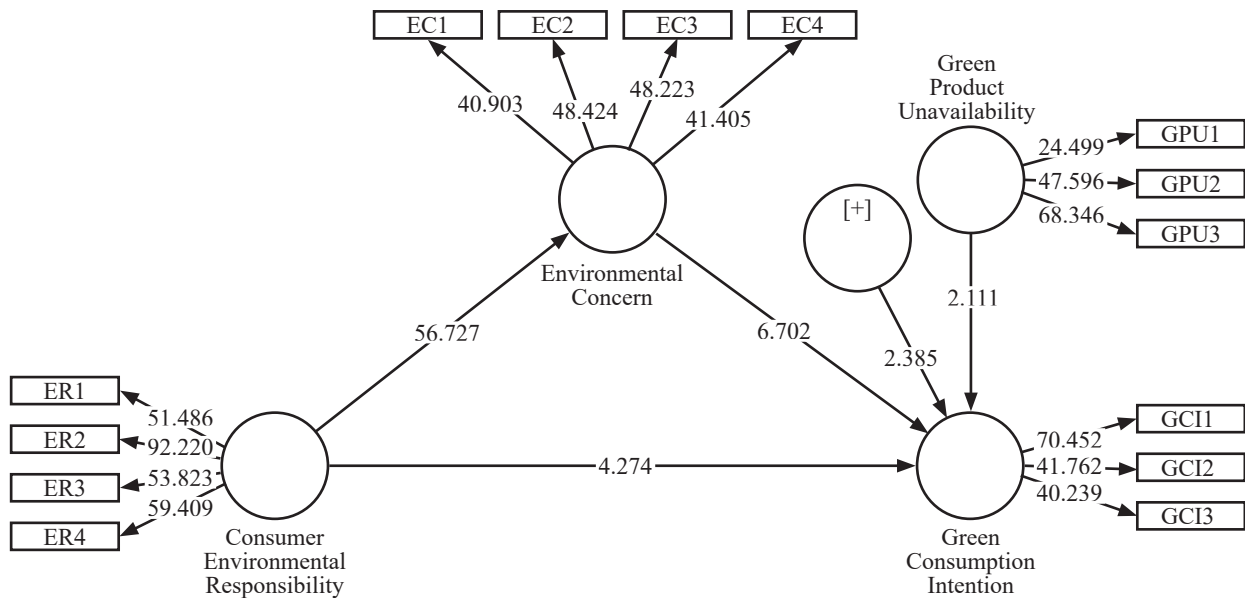 EC1
EC2
EC3
EC4
40.903
48.424
48.223
41.405
Green
Product
Unavailability
24.499
47.596
68.346
GPU1
GPU2
GPU3
[+]
Environmental
Concern
2.111
56.727
6.702
2.385
ER1
ER2
ER3
ER4
51.486
92.220
53.823
59.409
4.274
70.452
41.762
40.239
GCI1
GCI2
GCI3
Consumer
Environmental
Responsibility
Green
Consumption
Intention